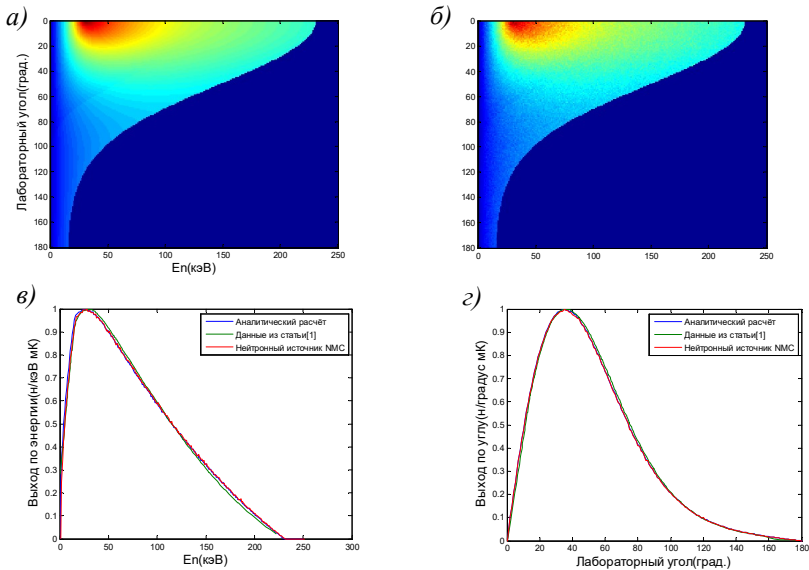 а)
0
20
40
60
80
100
120
140
160
180
Лабораторный угол(град.)
0 50 100 150 200 250
En(кэВ)
б)
0
20
40
60
80
100
120
140
160
180
0 50 100 150 200 250
в)
1
0.9
0.8
0.7
0.6
0.5
0.4
0.3
0.2
0.1
0
Выход по энергии(н/кэВ мК)
Аналитический расчёт
Данные из статьи[1]
Нейтронный источник NMC
0 50 100 150 200 250 300
En(кэВ)
г)
1
0.9
0.8
0.7
0.6
0.5
0.4
0.3
0.2
0.1
0
Выход по углу(н/градус мК)
Аналитический расчёт
Данные из статьи[1]
Нейтронный источник NMC
0 20 40 60 80 100 120 140 160 180
Лабораторный угол(град.)